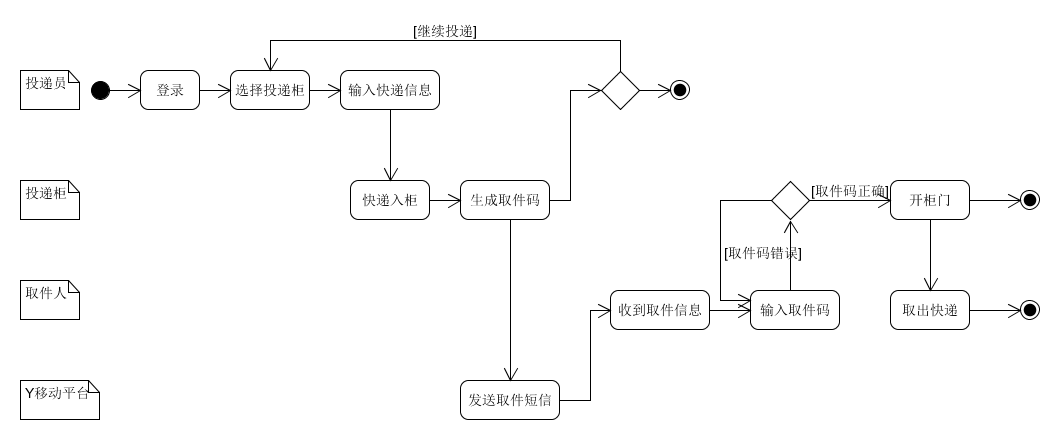 [继续投递]
投递员
登录
选择投递柜
输入快递信息
投递柜
快递入柜
生成取件码
[取件码正确]
开柜门
[取件码错误]
取件人
收到取件信息
输入取件码
取出快递
Y移动平台
发送取件短信